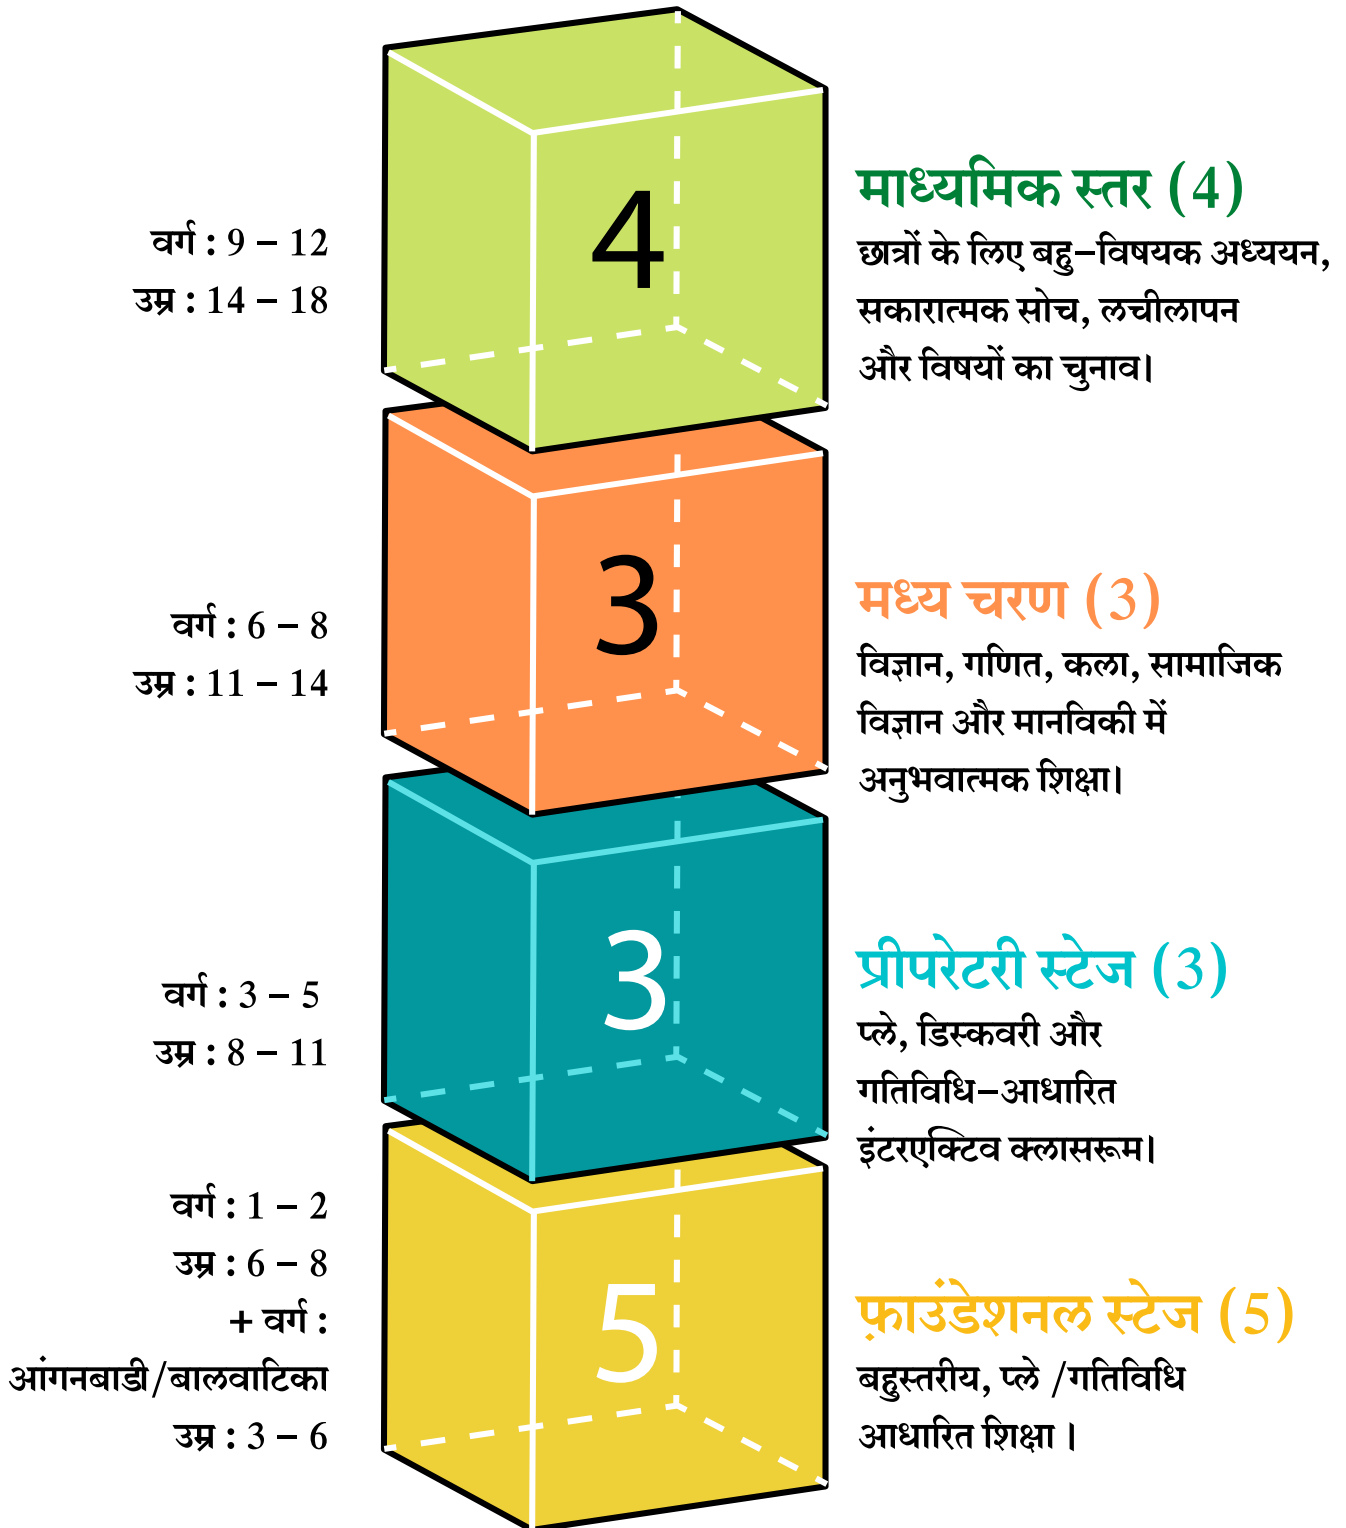 4
वर्ग : 9 – 12
उम्र : 14 – 18
माध्यमिक स्तर (4)
छात्रों के लिए बहु–विषयक अध्ययन,
सकारात्मक सोच, लचीलापन
और विषयों का चुनाव।
3
वर्ग : 6 – 8
उम्र : 11 – 14
मध्य चरण (3)
विज्ञान, गणित, कला, सामाजिक
विज्ञान और मानविकी में
अनुभवात्मक शिक्षा।
3
वर्ग : 3 – 5
उम्र : 8 – 11
प्रीपरेटरी स्टेज (3)
प्ले, डिस्कवरी और
गतिविधि–आधारित
इंटरएक्टिव क्लासरूम।
5
वर्ग : 1 – 2
उम्र : 6 – 8
+ वर्ग :
आंगनबाडी/बालवाटिका
उम्र : 3 – 6
फ़ाउंडेशनल स्टेज (5)
बहुस्तरीय, प्ले /गतिविधि
आधारित शिक्षा ।